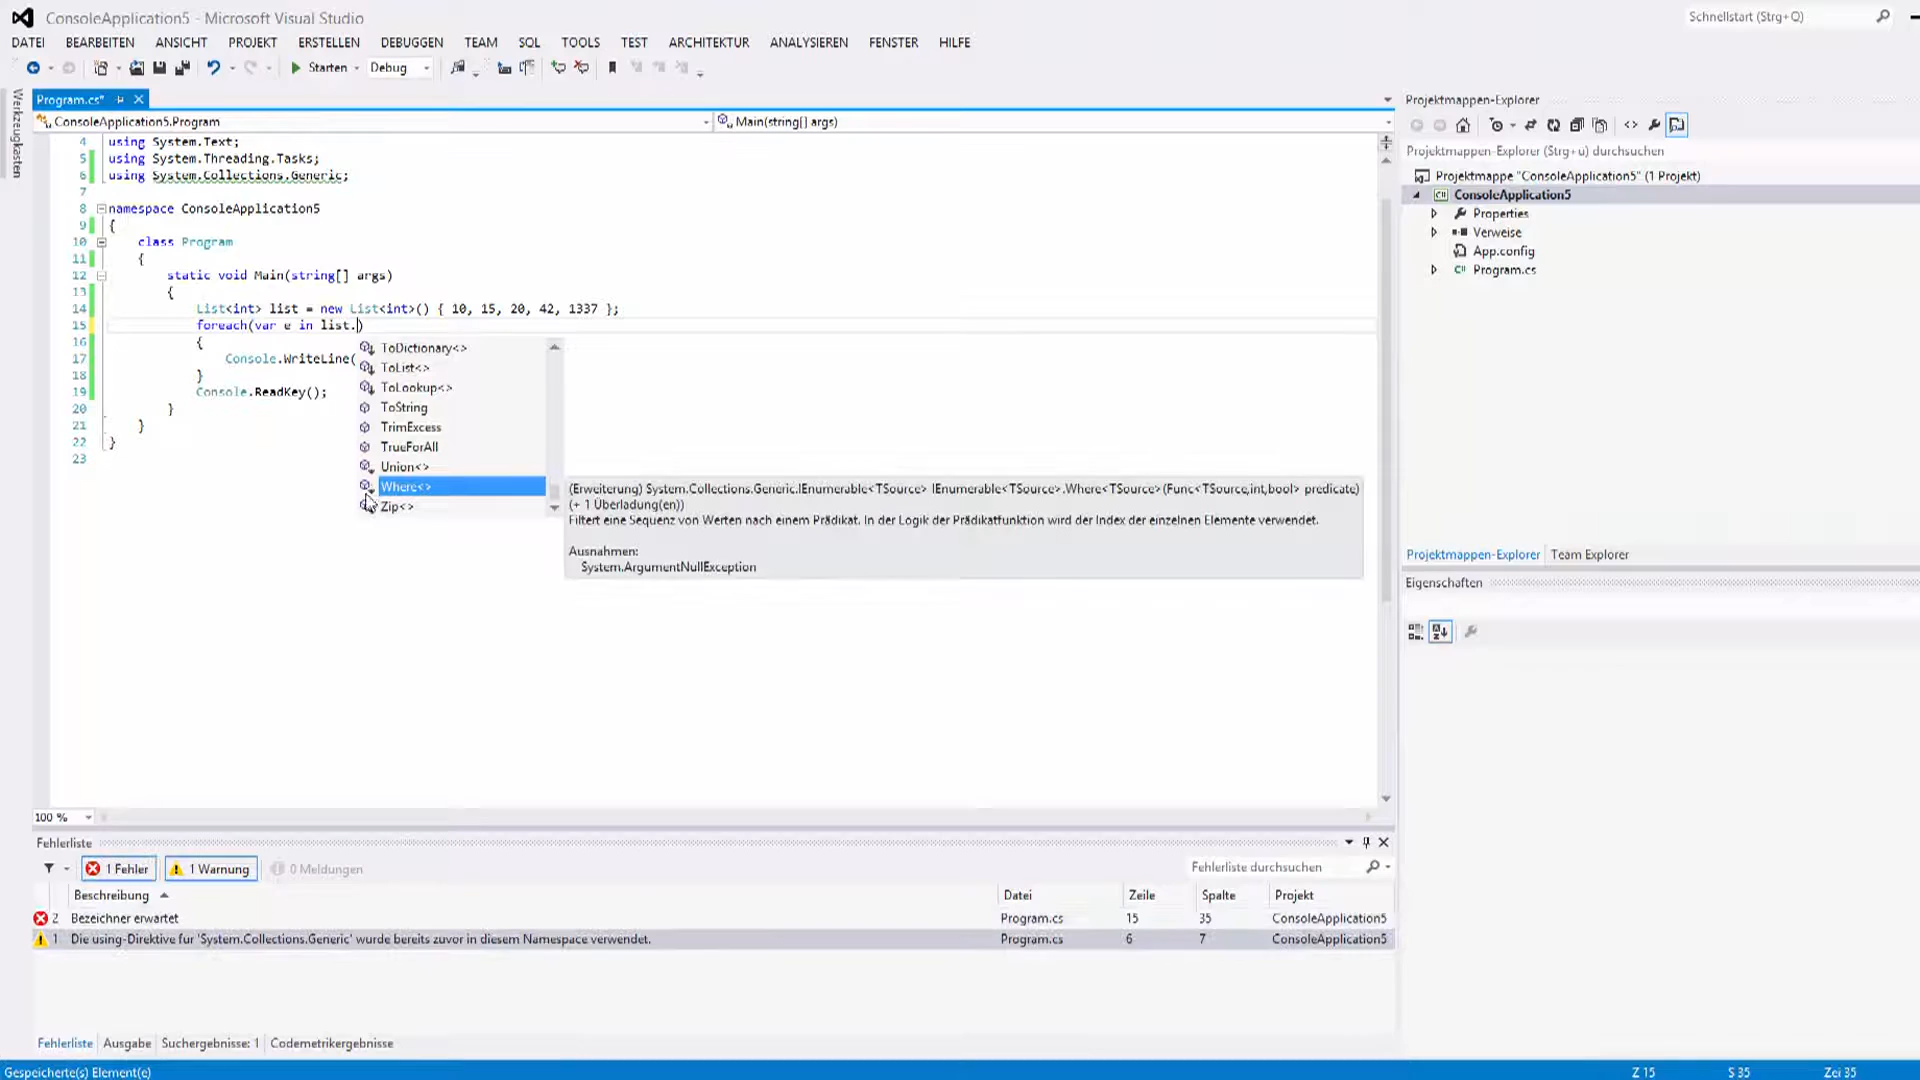 ConsoleApplication5 - Microsoft Visual Studio
Schnellstart (Strg+Q)
DATEI BEARBEITEN ANSICHT PROJEKT ERSTELLEN DEBUGGEN TEAM SQL TOOLS TEST ARCHITEKTUR ANALYSIEREN FENSTER HILFE
Starten Debug
Werkzeugkasten
Program.cs*
ConsoleApplication5.Program
Main(string[] args)
4 using System.Text;
5 using System.Threading.Tasks;
6 using System.Collections.Generic;
7
8 namespace ConsoleApplication5
9 {
10 class Program
11 {
12 static void Main(string[] args)
13 {
14 List<int> list = new List<int>() { 10, 15, 20, 42, 1337 };
15 foreach(var e in list.)
16 {
17 Console.WriteLine(
18 }
19 Console.ReadKey();
20 }
21 }
22 }
23
ToDictionary<>
ToList<>
ToLookup<>
ToString
TrimExcess
TrueForAll
Union<>
Where<>
Zip<>
(Erweiterung) System.Collections.Generic.IEnumerable<TSource> IEnumerable<TSource>.Where<TSource>(Func<TSource,int,bool> predicate)
(+ 1 Überladung(en))
Filtert eine Sequenz von Werten nach einem Prädikat. In der Logik der Prädikatfunktion wird der Index der einzelnen Elemente verwendet.
Ausnahmen:
System.ArgumentNullException
Projektmappen-Explorer
Projektmappen-Explorer (Strg+ü) durchsuchen
Projektmappe "ConsoleApplication5" (1 Projekt)
ConsoleApplication5
Properties
Verweise
App.config
Program.cs
Projektmappen-Explorer Team Explorer
Eigenschaften
100 %
Fehlerliste
1 Fehler 1 Warnung 0 Meldungen
Fehlerliste durchsuchen
Beschreibung Datei Zeile Spalte Projekt
2 Bezeichner erwartet Program.cs 15 35 ConsoleApplication5
1 Die using-Direktive für 'System.Collections.Generic' wurde bereits zuvor in diesem Namespace verwendet. Program.cs 6 7 ConsoleApplication5
Fehlerliste Ausgabe Suchergebnisse: 1 Codemetrikergebnisse
Gespeicherte(s) Element(e)
Z 15 S 35 Zei 35